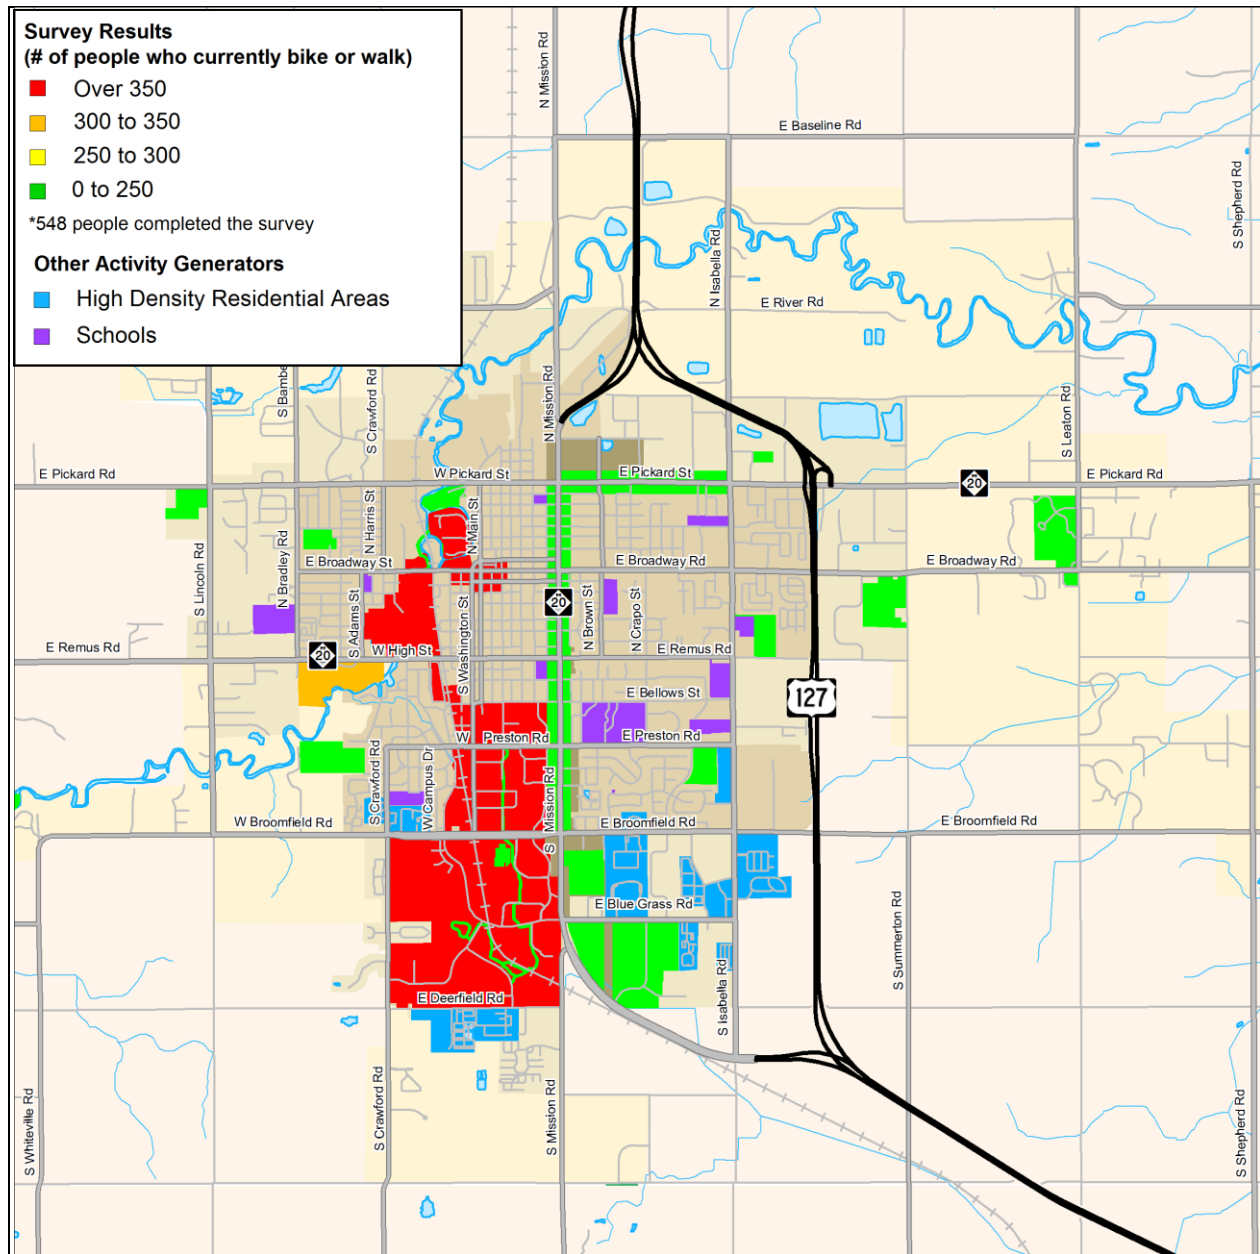 Survey Results
(# of people who currently bike or walk)
Over 350
300 to 350
250 to 300
0 to 250
*548 people completed the survey
Other Activity Generators
High Density Residential Areas
Schools
N Mission Rd
E Baseline Rd
S Shepherd Rd
N Isabella Rd
E River Rd
S Bambe
S Crawford Rd
N Mission Rd
S Leaton Rd
E Pickard Rd
W Pickard St
E Pickard St
20
E Pickard Rd
N Harris St
N Main St
S Lincoln Rd
N Bradley Rd
E Broadway St
E Broadway Rd
E Broadway Rd
S Adams St
S Washington St
20
N Brown St
N Crapo St
E Remus Rd
20
W High St
E Remus Rd
E Bellows St
127
W Preston Rd
E Preston Rd
S Crawford Rd
W Campus Dr
S Mission Rd
W Broomfield Rd
E Broomfield Rd
E Broomfield Rd
E Blue Grass Rd
S Summerton Rd
E Deerfield Rd
S Isabella Rd
S Whiteville Rd
S Crawford Rd
S Mission Rd
S Shepherd Rd